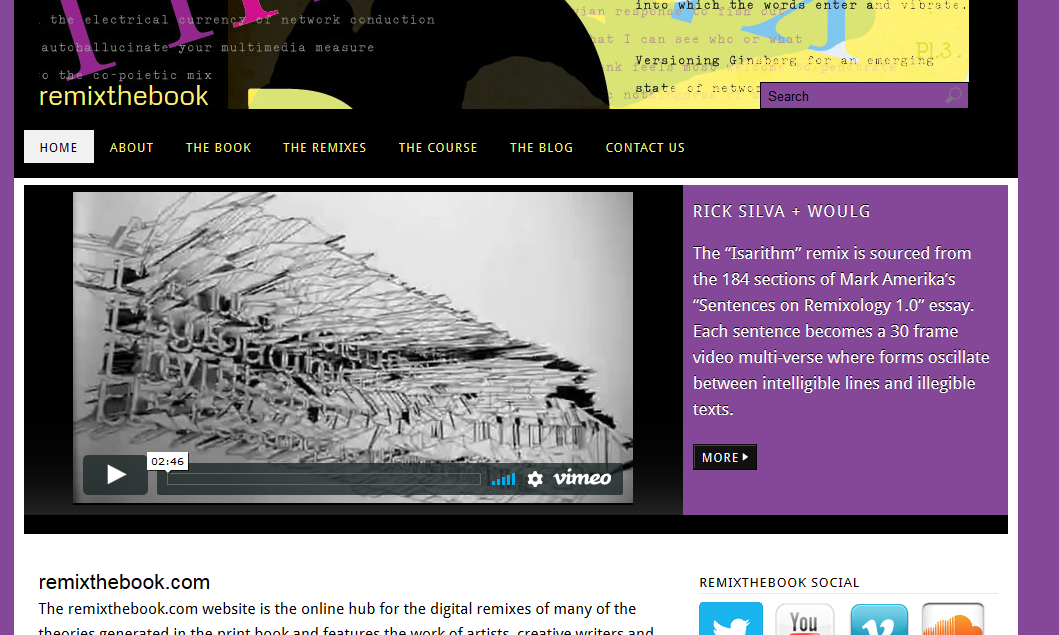 into which the words enter and vibrate.
the electrical currency of network conduction
autohallucinate your multimedia measure
that I can see who or what
Pl.3
Versioning Ginsberg for an emerging
to the co-poietic mix
state of networ
remixthebook
Search
HOME ABOUT THE BOOK THE REMIXES THE COURSE THE BLOG CONTACT US
RICK SILVA + WOULG
The “Isarithm” remix is sourced from
the 184 sections of Mark Amerika’s
“Sentences on Remixology 1.0” essay.
Each sentence becomes a 30 frame
video multi-verse where forms oscillate
between intelligible lines and illegible
texts.
MORE
02:46
vimeo
remixthebook.com
The remixthebook.com website is the online hub for the digital remixes of many of the
theories generated in the print book and features the work of artists, creative writers and
REMIXTHEBOOK SOCIAL
You